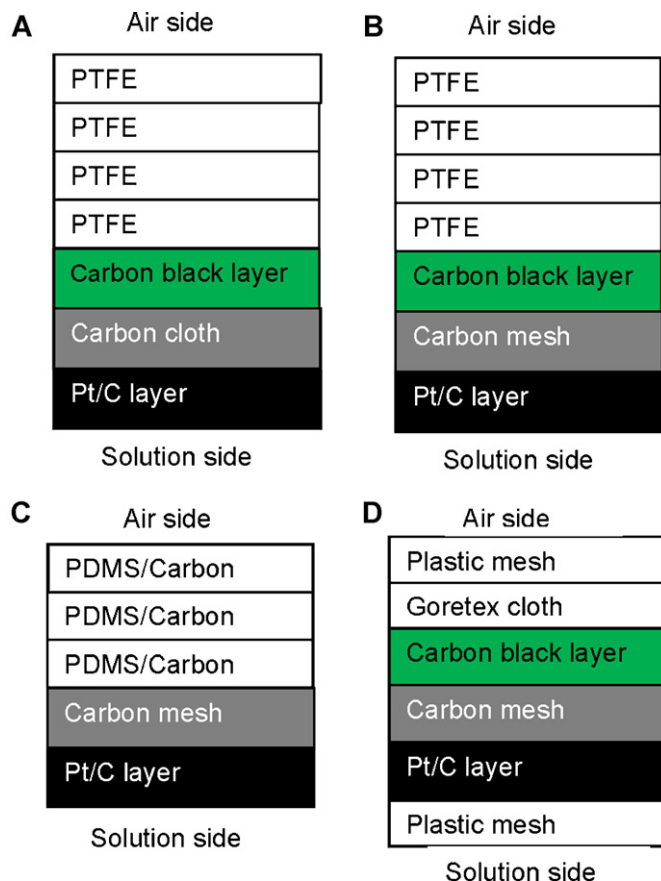 A
Air side
PTFE
PTFE
PTFE
PTFE
Carbon black layer
Carbon cloth
Pt/C layer
Solution side
B
Air side
PTFE
PTFE
PTFE
PTFE
Carbon black layer
Carbon mesh
Pt/C layer
Solution side
C
Air side
PDMS/Carbon
PDMS/Carbon
PDMS/Carbon
Carbon mesh
Pt/C layer
Solution side
D
Air side
Plastic mesh
Goretex cloth
Carbon black layer
Carbon mesh
Pt/C layer
Plastic mesh
Solution side